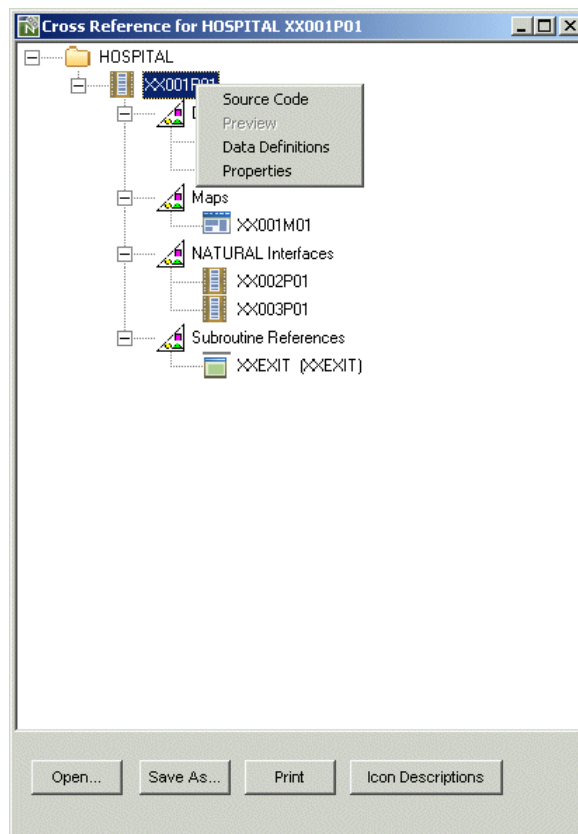 Cross Reference for HOSPITAL XX001P01
HOSPITAL
XX001P01
Source Code
Preview
Data Definitions
Properties
Maps
XX001M01
NATURAL Interfaces
XX002P01
XX003P01
Subroutine References
XXEXIT (XXEXIT)
Open...
Save As...
Print
Icon Descriptions